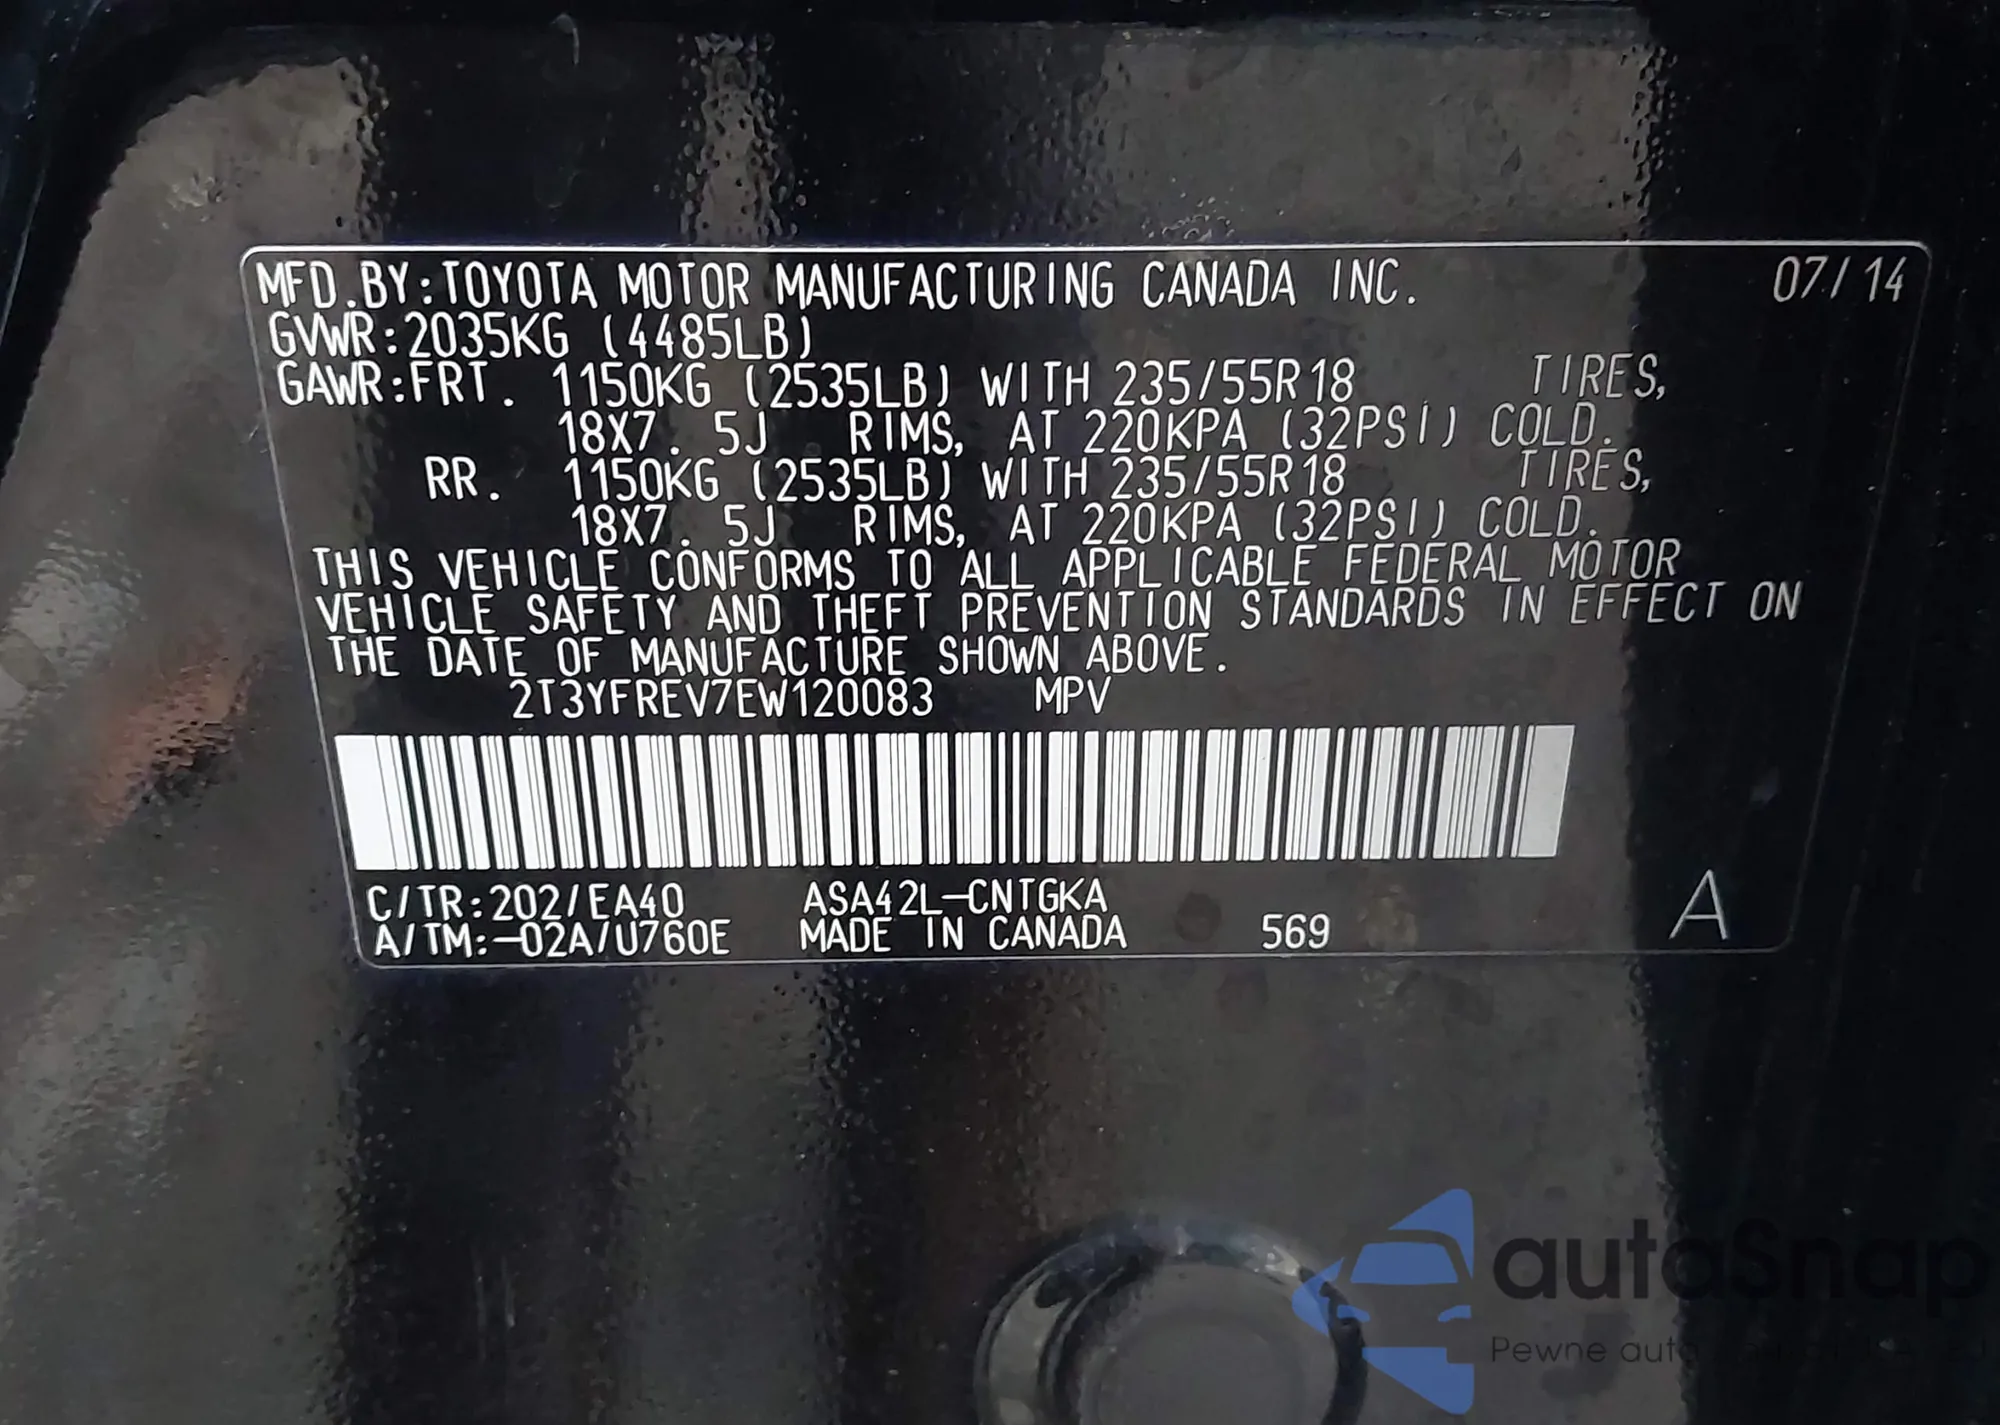 MFD.BY:TOYOTA MOTOR MANUFACTURING CANADA INC. 07/14
GVWR:2035KG (4485LB)
GAWR:FRT. 1150KG (2535LB) WITH 235/55R18 TIRES,
18X7.5J RIMS, AT 220KPA (32PSI) COLD.
RR. 1150KG (2535LB) WITH 235/55R18 TIRES,
18X7.5J RIMS, AT 220KPA (32PSI) COLD.
THIS VEHICLE CONFORMS TO ALL APPLICABLE FEDERAL MOTOR
VEHICLE SAFETY AND THEFT PREVENTION STANDARDS IN EFFECT ON
THE DATE OF MANUFACTURE SHOWN ABOVE.
2T3YFREV7EW120083 MPV
C/TR:202/EA40 ASA42L-CNTGKA
A/TM:-02A/U760E MADE IN CANADA 569 A
autoSnap
Pewne auto